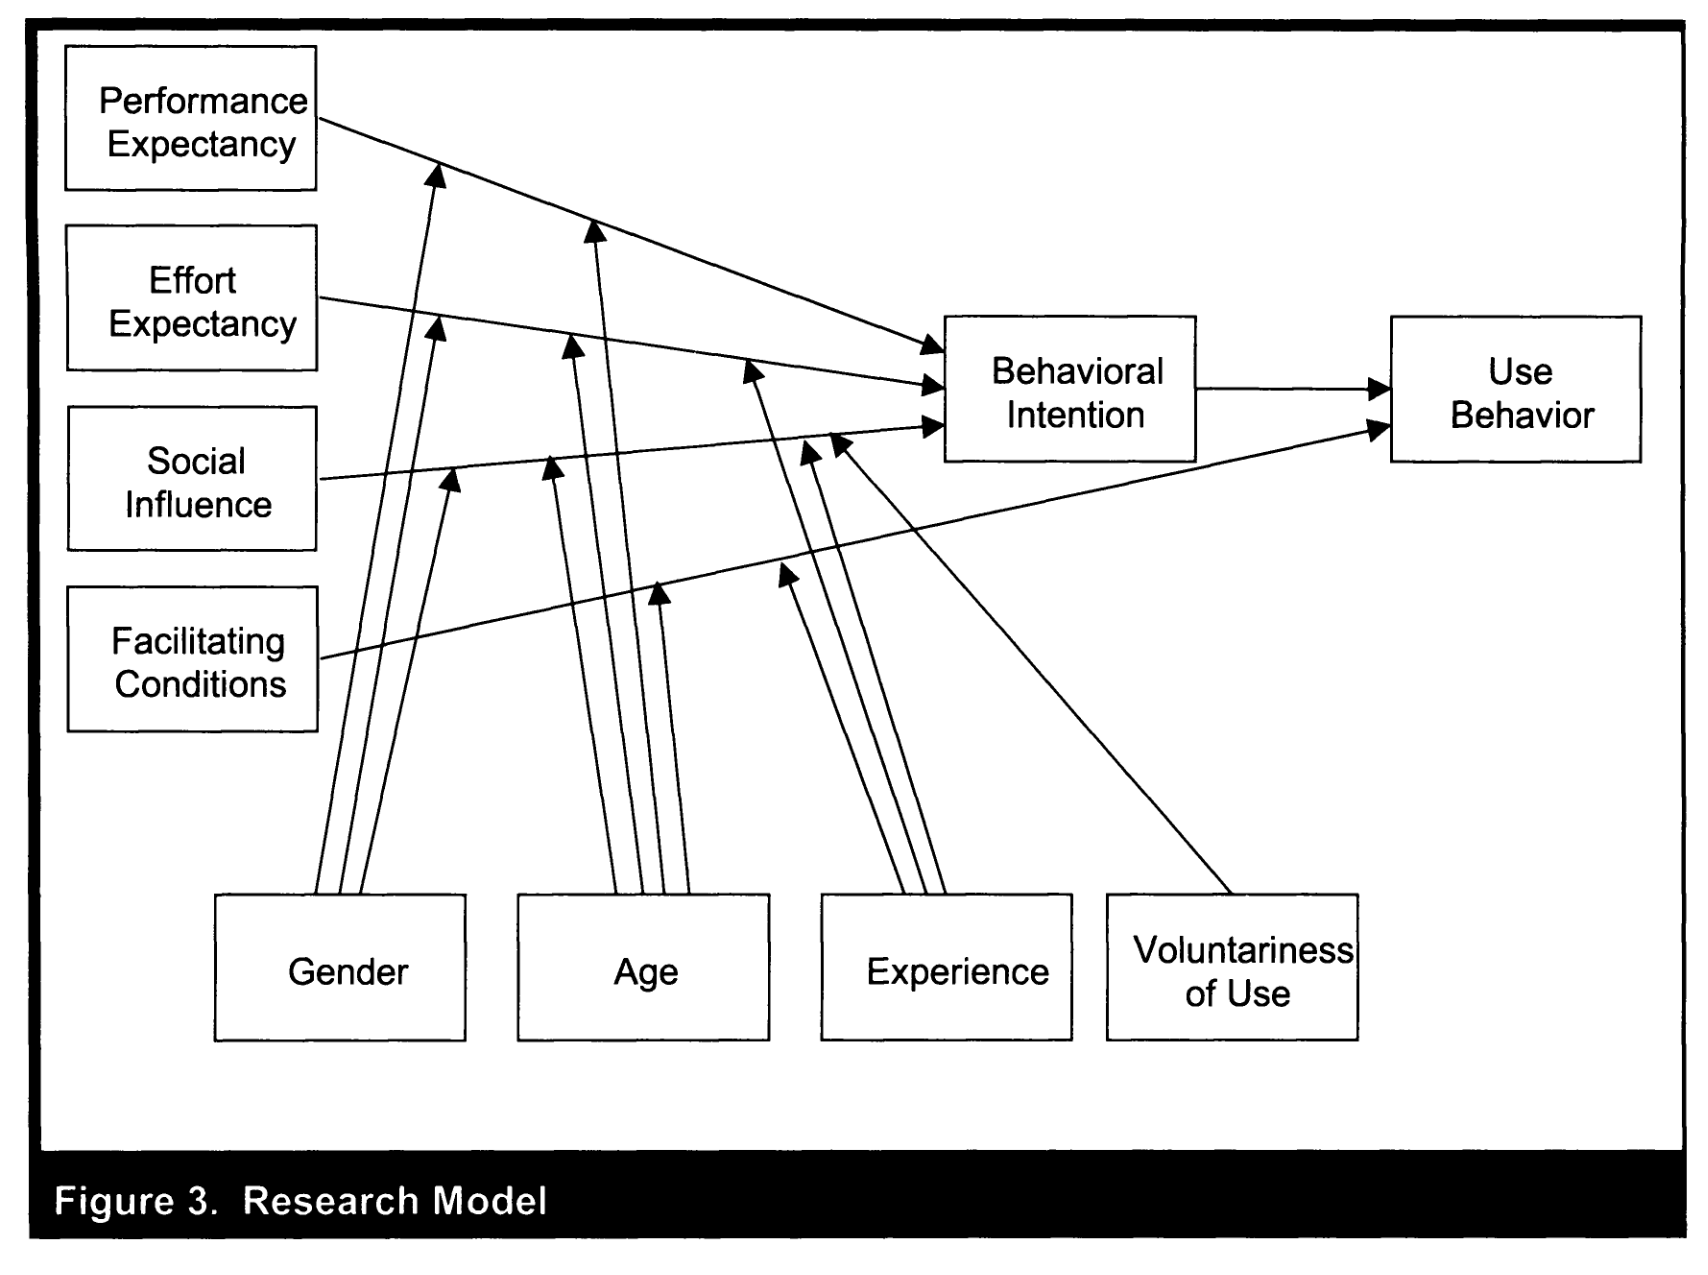 Performance
Expectancy
Effort
Expectancy
Social
Influence
Facilitating
Conditions
Behavioral
Intention
Use
Behavior
Gender
Age
Experience
Voluntariness
of Use
Figure 3. Research Model